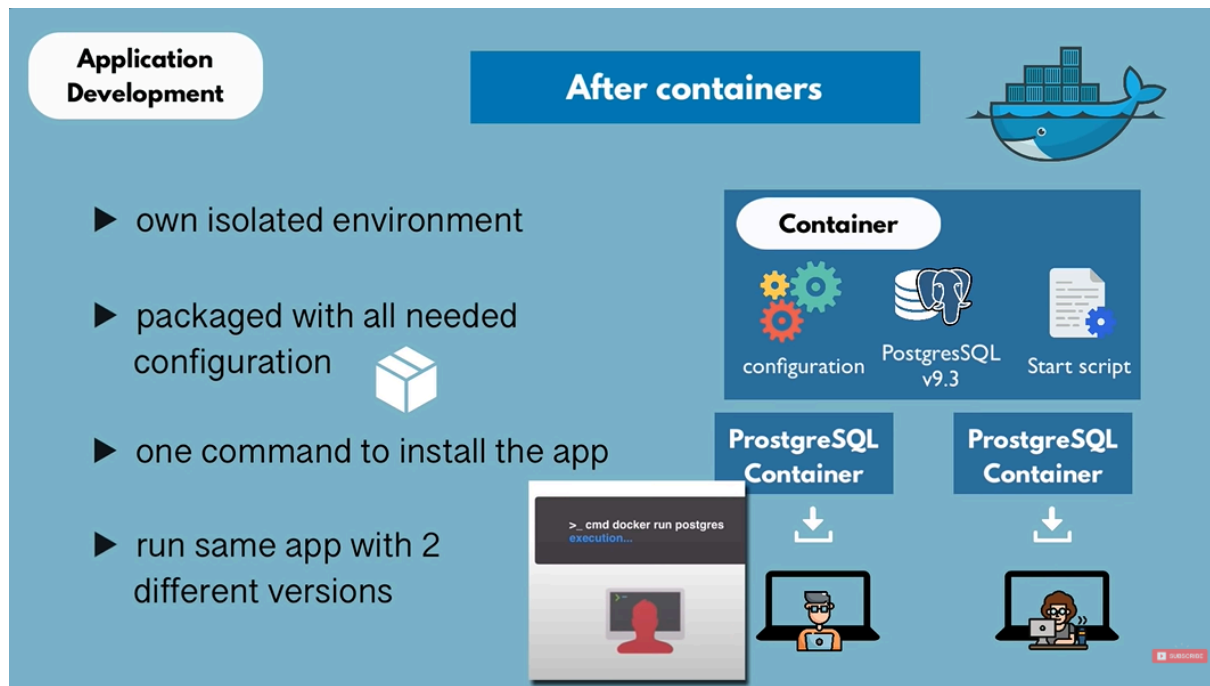 Application
Development
After containers
▶ own isolated environment
▶ packaged with all needed
configuration
▶ one command to install the app
▶ run same app with 2
different versions
Container
configuration
PostgresSQL
v9.3
Start script
ProstgreSQL
Container
ProstgreSQL
Container
>_ cmd docker run postgres
execution...
SUBSCRIBE